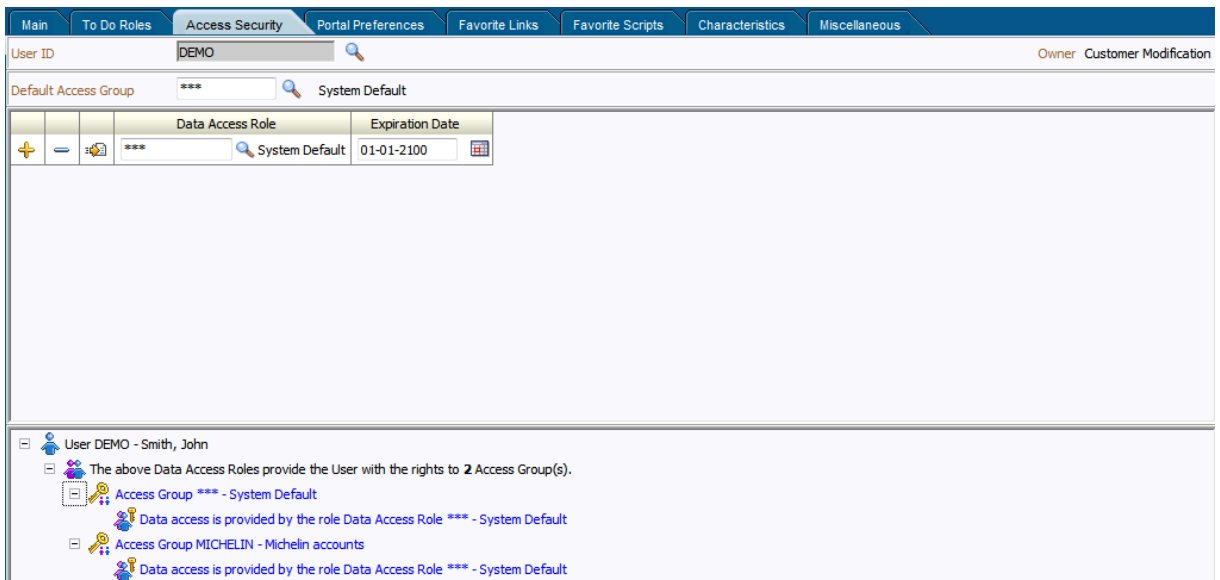 Main To Do Roles Access Security Portal Preferences Favorite Links Favorite Scripts Characteristics Miscellaneous
User ID DEMO Owner Customer Modification
Default Access Group *** System Default
Data Access Role Expiration Date
*** System Default 01-01-2100
User DEMO - Smith, John
The above Data Access Roles provide the User with the rights to 2 Access Group(s).
Access Group *** - System Default
Data access is provided by the role Data Access Role *** - System Default
Access Group MICHELIN - Michelin accounts
Data access is provided by the role Data Access Role *** - System Default